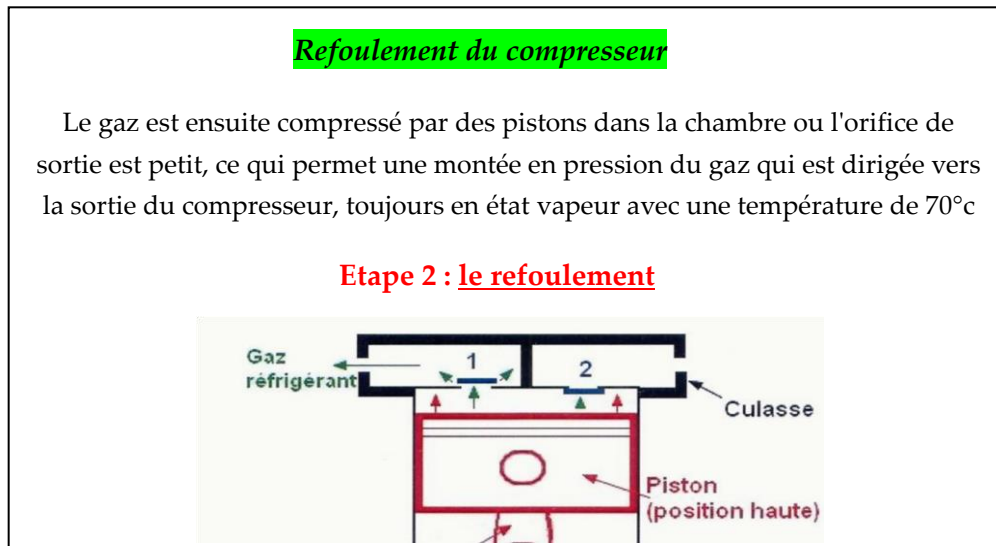 Refoulement du compresseur
Le gaz est ensuite compressé par des pistons dans la chambre ou l'orifice de
sortie est petit, ce qui permet une montée en pression du gaz qui est dirigée vers
la sortie du compresseur, toujours en état vapeur avec une température de 70°c
Etape 2 : le refoulement
Gaz
réfrigérant
1
2
Culasse
Piston
(position haute)